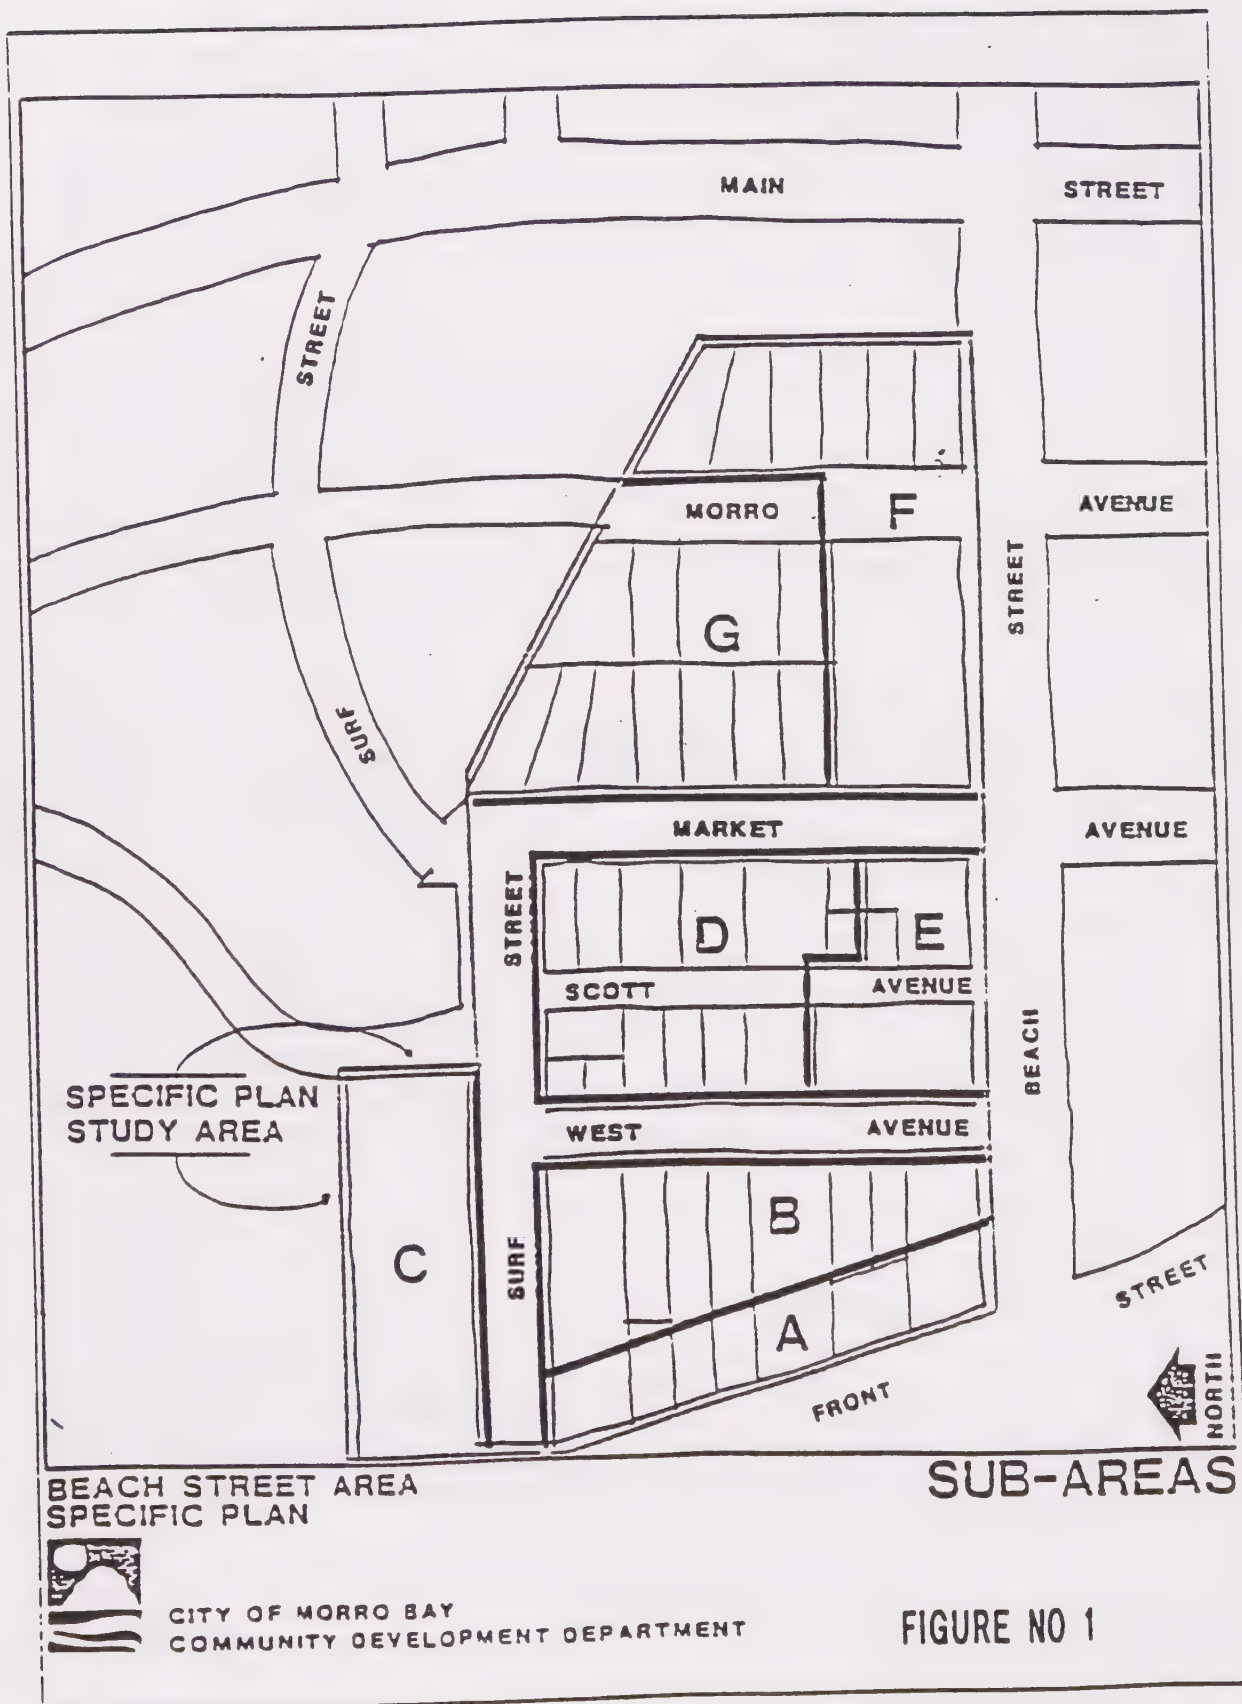 MAIN STREET
STREET
MORRO AVENUE
F
STREET
G
SURF
MARKET AVENUE
STREET
D
E
SCOTT AVENUE
BEACH
SPECIFIC PLAN
STUDY AREA
WEST AVENUE
B
C
SURF
STREET
A
FRONT
NORTH
BEACH STREET AREA
SPECIFIC PLAN
SUB-AREAS
CITY OF MORRO BAY
COMMUNITY DEVELOPMENT DEPARTMENT
FIGURE NO 1